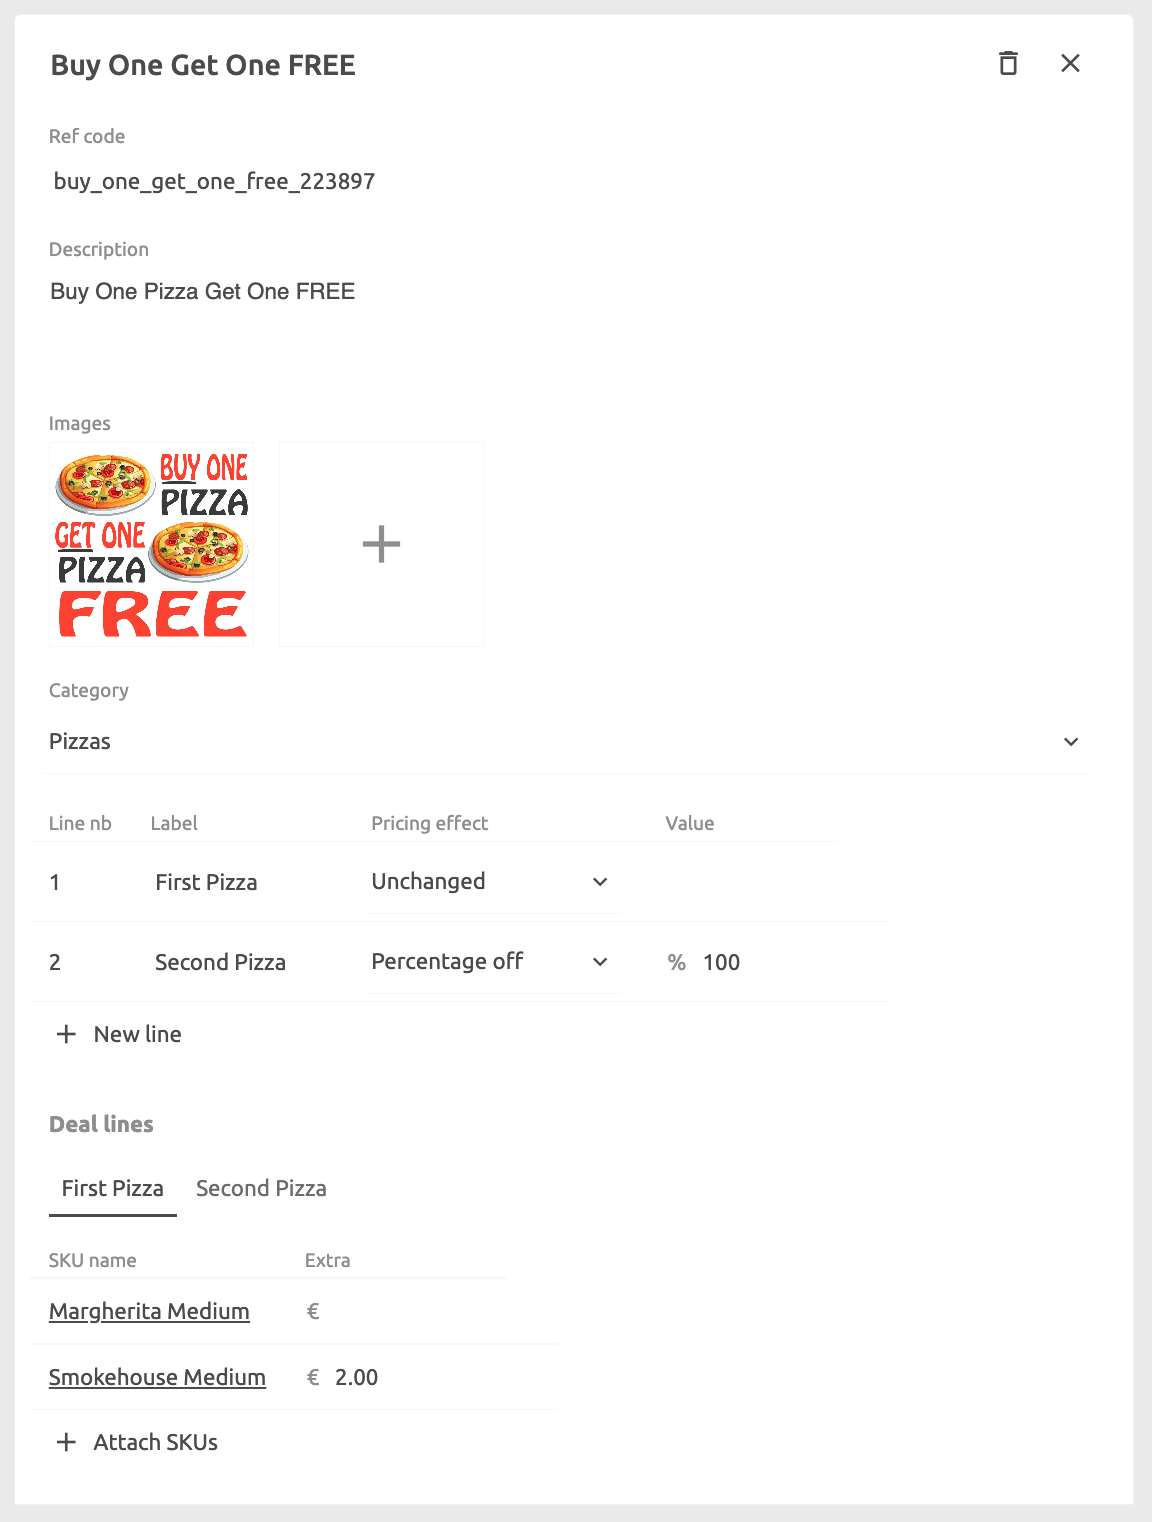 Buy One Get One FREE
Ref code
buy_one_get_one_free_223897
Description
Buy One Pizza Get One FREE
Images
BUY ONE
PIZZA
GET ONE
PIZZA
FREE
Category
Pizzas
Line nb Label Pricing effect Value
1 First Pizza Unchanged
2 Second Pizza Percentage off % 100
+ New line
Deal lines
First Pizza Second Pizza
SKU name Extra
Margherita Medium €
Smokehouse Medium € 2.00
+ Attach SKUs